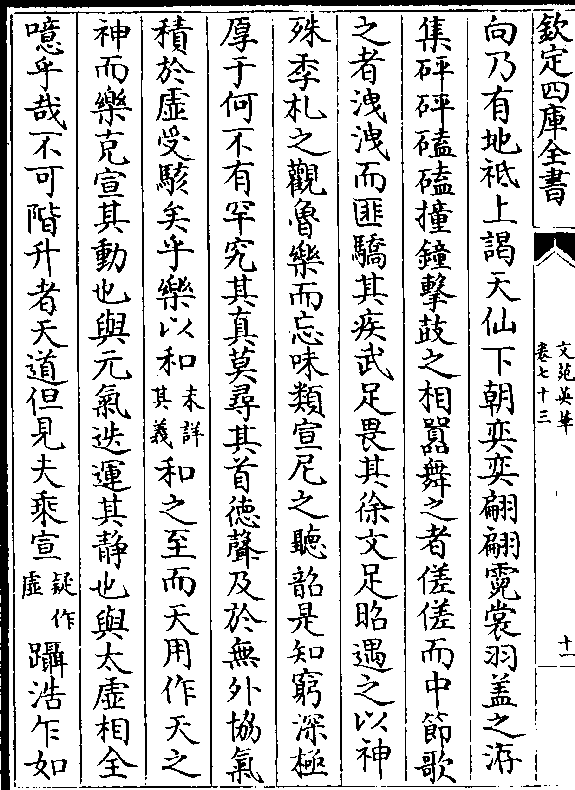 欽定四庫全書
文苑英華
卷七十三
十一
向乃有地祇上謁天仙下朝奕奕翩翩霓裳羽盖之㳺
集砰砰礚礚撞鐘擊鼓之相嚻舞之者傞傞而中節歌
之者洩洩而匪驕其疾武足畏其徐文足昭遇之以神
殊季札之觀魯樂而忘味類宣尼之聽韶是知窮深極
厚于何不有罕究其真莫尋其首徳聲及於無外協氣
積於虛受駭矣乎樂以和未詳其義和之至而天用作天之
神而樂克宣其動也與元氣迭運其静也與太虛相全
噫乎哉不可階升者天道但見夫乘宣疑作虛躡浩乍如